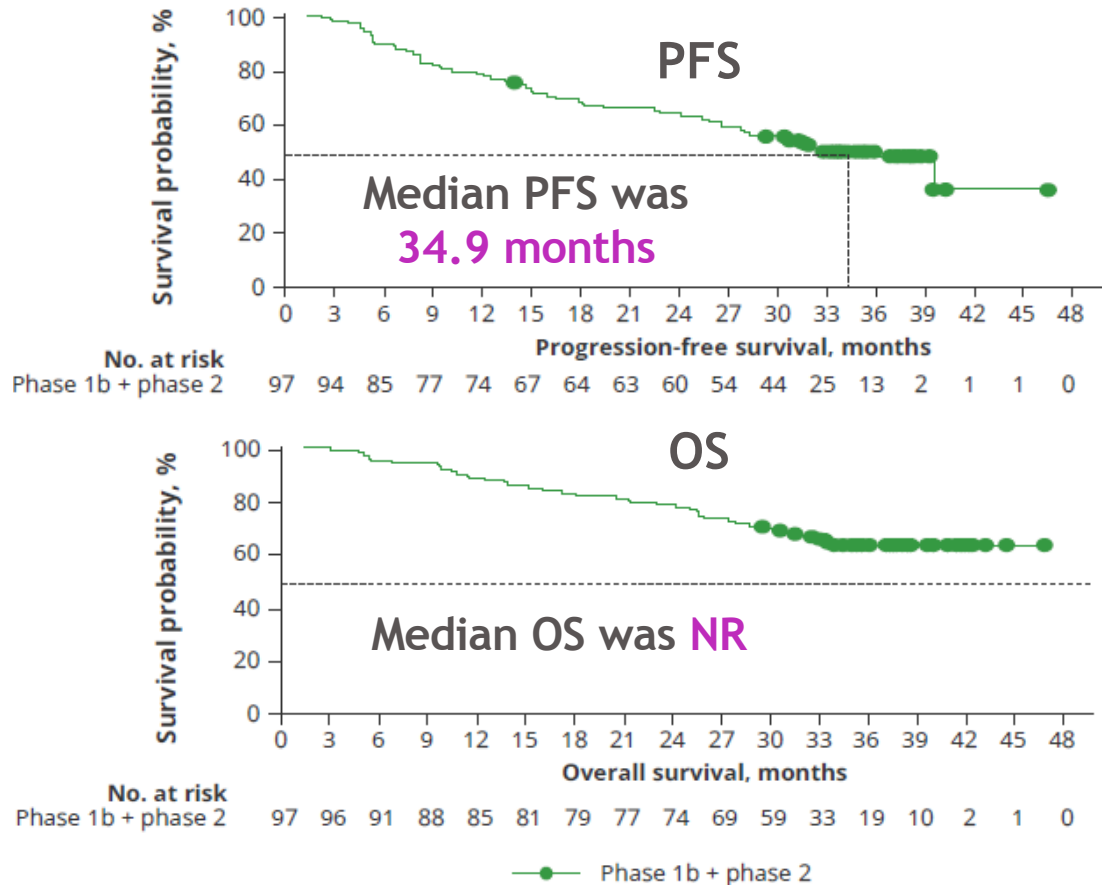 PFS
Survival probability, %
100
80
60
40
20
0
Median PFS was
34.9 months
0 3 6 9 12 15 18 21 24 27 30 33 36 39 42 45 48
Progression-free survival, months
No. at risk
Phase 1b + phase 2 97 94 85 77 74 67 64 63 60 54 44 25 13 2 1 1 0
OS
Survival probability, %
100
80
60
40
20
0
Median OS was NR
0 3 6 9 12 15 18 21 24 27 30 33 36 39 42 45 48
Overall survival, months
No. at risk
Phase 1b + phase 2 97 96 91 88 85 81 79 77 74 69 59 33 19 10 2 1 0
Phase 1b + phase 2